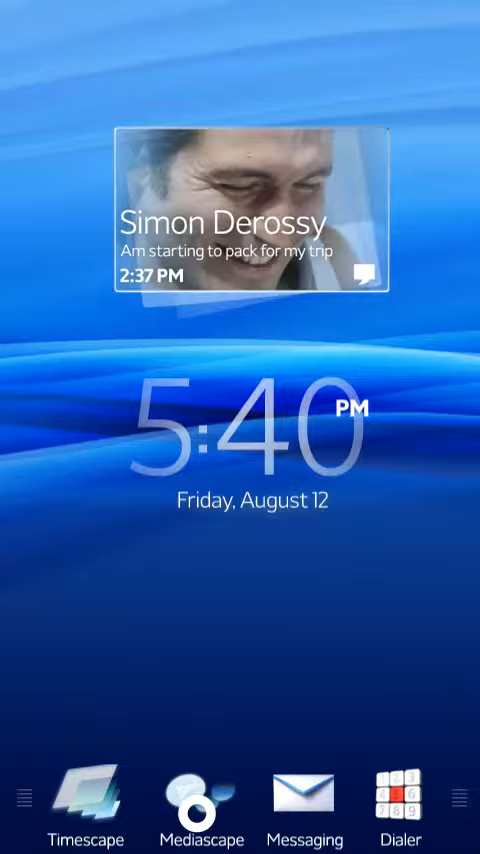 Simon Derossy
Am starting to pack for my trip
2:37 PM
5:40 PM
Friday, August 12
Timescape
Mediascape
Messaging
Dialer